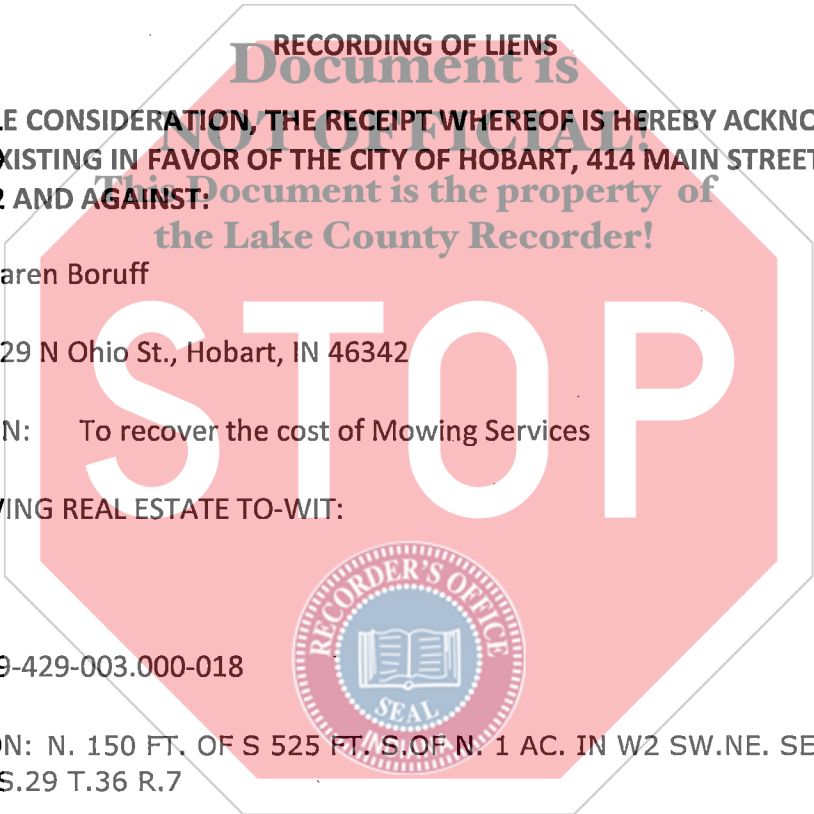 RECORDING OF LIENS
Document is
LE CONSIDERATION, THE RECEIPT WHEREOF IS HEREBY ACKNO
NOT OFFICIAL!
XISTING IN FAVOR OF THE CITY OF HOBART, 414 MAIN STREET
2 AND AGAINST:
This Document is the property of
the Lake County Recorder!
aren Boruff
STOP
29 N Ohio St., Hobart, IN 46342
N: To recover the cost of Mowing Services
VING REAL ESTATE TO-WIT:
RECORDER'S OFFICE
SEAL
9-429-003.000-018
ON: N. 150 FT. OF S 525 FT. S.OF N. 1 AC. IN W2 SW.NE. SE
S.29 T.36 R.7